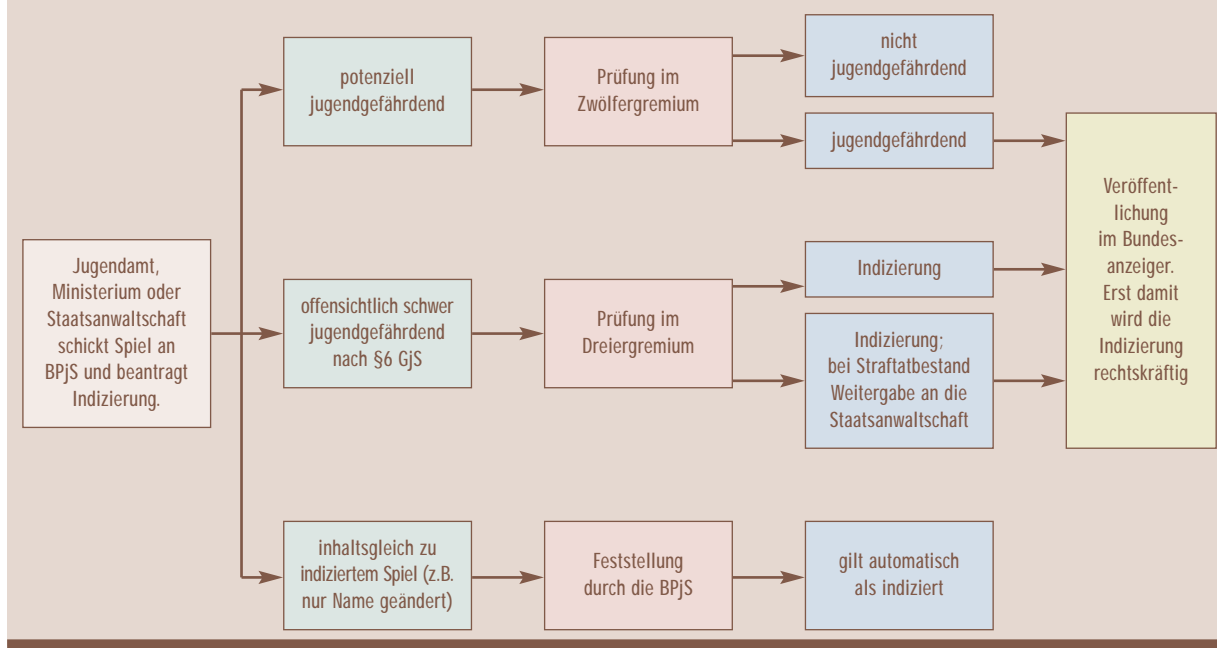 Jugendamt,
Ministerium oder
Staatsanwaltschaft
schickt Spiel an
BPjS und beantragt
Indizierung.
potenziell
jugendgefährdend
Prüfung im
Zwölfergremium
nicht
jugendgefährdend
jugendgefährdend
offensichtlich schwer
jugendgefährdend
nach §6 GjS
Prüfung im
Dreiergremium
Indizierung
Indizierung;
bei Straftatbestand
Weitergabe an die
Staatsanwaltschaft
Veröffent-
lichung
im Bundes-
anzeiger.
Erst damit
wird die
Indizierung
rechtskräftig
inhaltsgleich zu
indiziertem Spiel (z.B.
nur Name geändert)
Feststellung
durch die BPjS
gilt automatisch
als indiziert